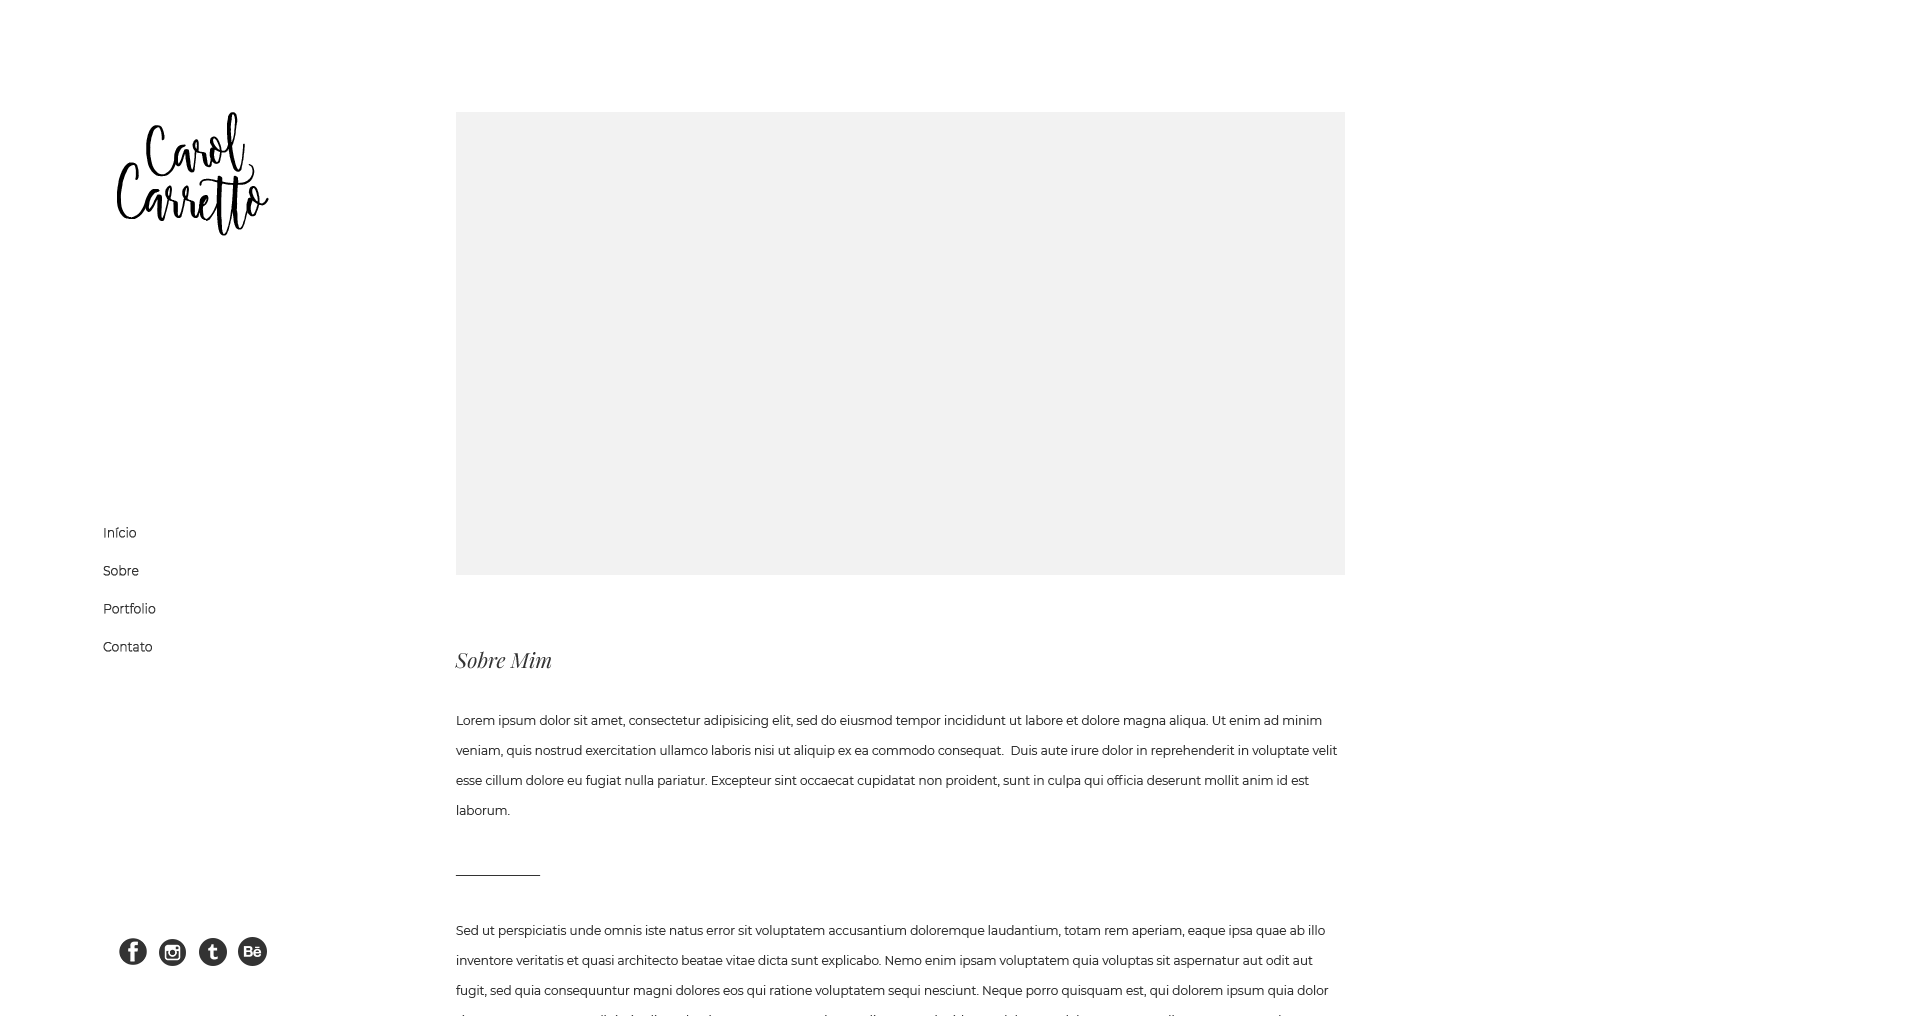 Carol
Carretto
Início
Sobre
Portfolio
Contato
Sobre Mim
Lorem ipsum dolor sit amet, consectetur adipisicing elit, sed do eiusmod tempor incididunt ut labore et dolore magna aliqua. Ut enim ad minim
veniam, quis nostrud exercitation ullamco laboris nisi ut aliquip ex ea commodo consequat.  Duis aute irure dolor in reprehenderit in voluptate velit
esse cillum dolore eu fugiat nulla pariatur. Excepteur sint occaecat cupidatat non proident, sunt in culpa qui officia deserunt mollit anim id est
laborum.
Sed ut perspiciatis unde omnis iste natus error sit voluptatem accusantium doloremque laudantium, totam rem aperiam, eaque ipsa quae ab illo
inventore veritatis et quasi architecto beatae vitae dicta sunt explicabo. Nemo enim ipsam voluptatem quia voluptas sit aspernatur aut odit aut
fugit, sed quia consequuntur magni dolores eos qui ratione voluptatem sequi nesciunt. Neque porro quisquam est, qui dolorem ipsum quia dolor
f
t
Bē